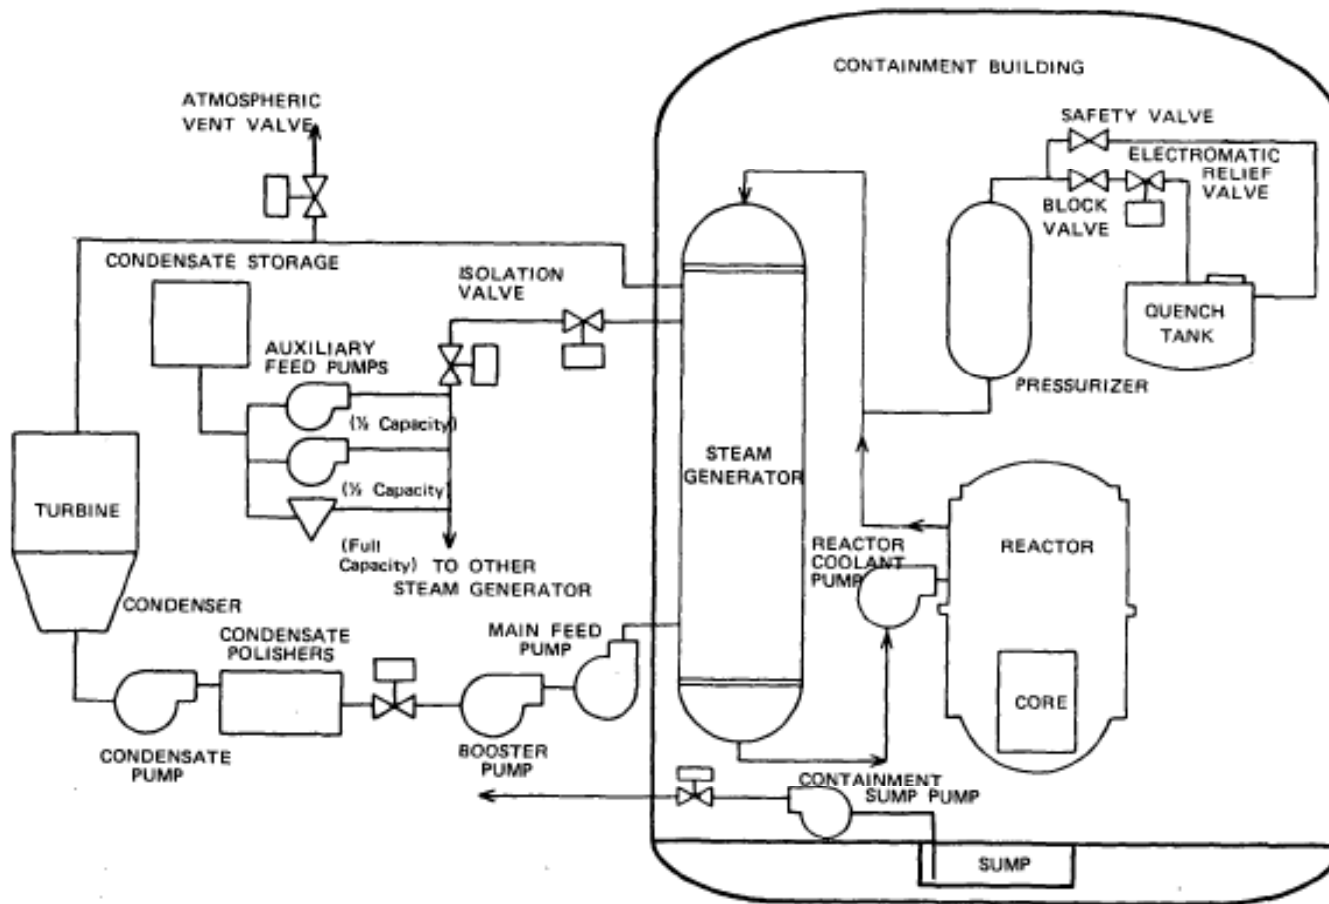 CONTAINMENT BUILDING
ATMOSPHERIC
VENT VALVE
SAFETY VALVE
ELECTROMATIC
RELIEF
VALVE
BLOCK
VALVE
CONDENSATE STORAGE
ISOLATION
VALVE
QUENCH
TANK
AUXILIARY
FEED PUMPS
PRESSURIZER
(½ Capacity)
STEAM
GENERATOR
(½ Capacity)
TURBINE
(Full
Capacity)
TO OTHER
STEAM GENERATOR
REACTOR
COOLANT
PUMP
REACTOR
CONDENSER
CONDENSATE
POLISHERS
MAIN FEED
PUMP
CORE
CONDENSATE
PUMP
BOOSTER
PUMP
CONTAINMENT
SUMP PUMP
SUMP